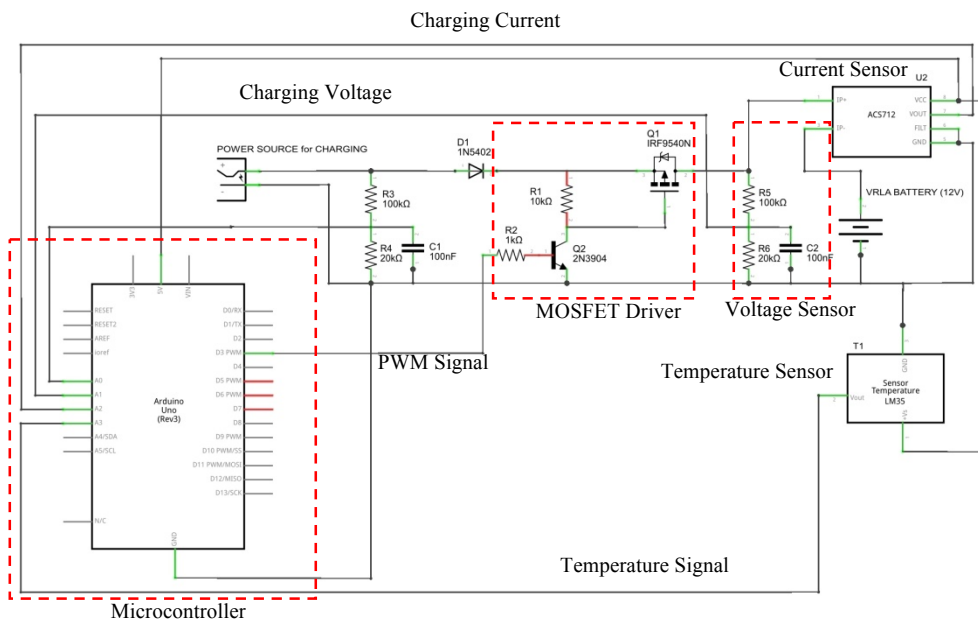 Charging Current
Current Sensor
U2
Charging Voltage
IP+
IP-
ACS712
VCC
VOUT
FILT
GND
POWER SOURCE for CHARGING
D1
1N5402
Q1
IRF9540N
R3
100kΩ
R1
10kΩ
R5
100kΩ
VRLA BATTERY (12V)
R2
1kΩ
Q2
2N3904
R4
20kΩ
C1
100nF
R6
20kΩ
C2
100nF
MOSFET Driver
Voltage Sensor
PWM Signal
Temperature Sensor
T1
GND
Sensor
Temperature
LM35
Vout
+Vs
3V3
5V
VIN
RESET
RESET2
AREF
ioref
A0
A1
A2
A3
A4/SDA
A5/SCL
N/C
GND
Arduino
Uno
(Rev3)
D0/RX
D1/TX
D2
D3 PWM
D4
D5 PWM
D6 PWM
D7
D8
D9 PWM
D10 PWM/SS
D11 PWM/MOSI
D12/MISO
D13/SCK
Temperature Signal
Microcontroller